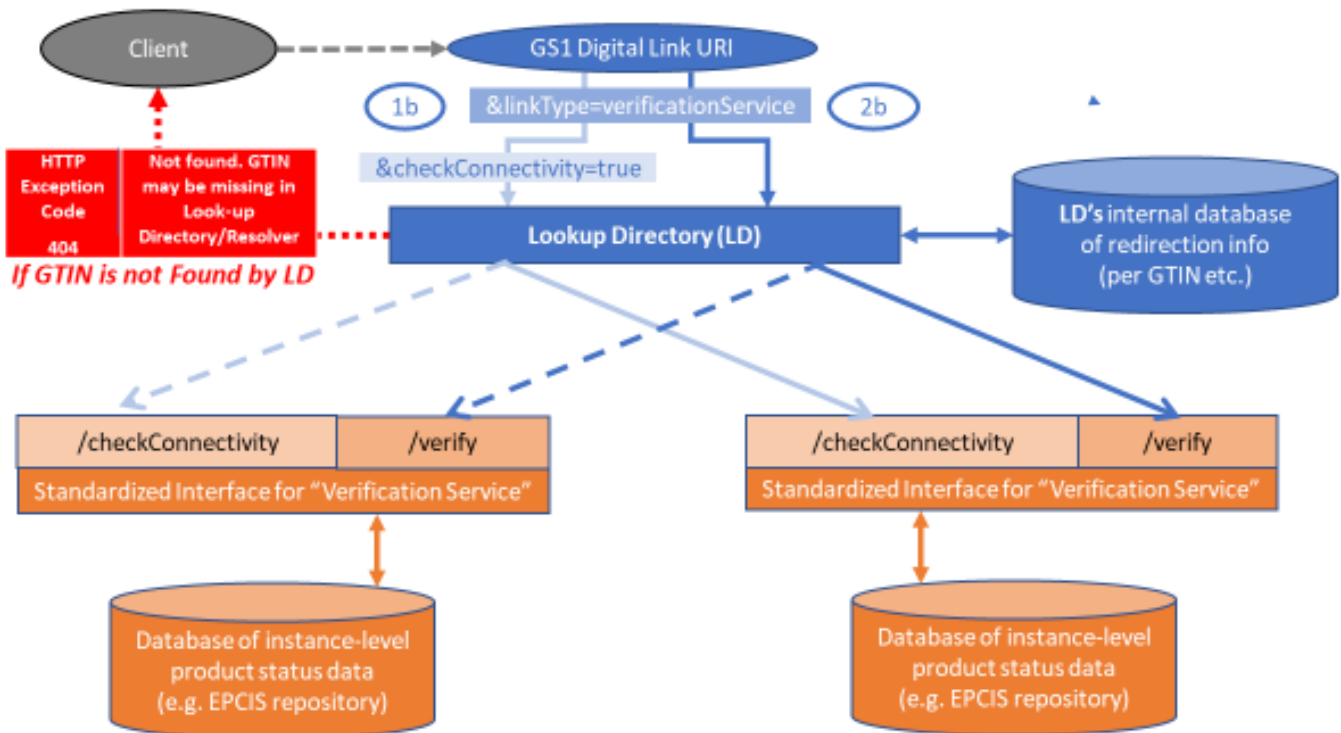 Client
GS1 Digital Link URI
1b
&linkType=verificationService
2b
&checkConnectivity=true
HTTP
Exception
Code
404
Not found. GTIN
may be missing in
Look-up
Directory/Resolver
If GTIN is not Found by LD
Lookup Directory (LD)
LD's internal database
of redirection info
(per GTIN etc.)
/checkConnectivity
/verify
Standardized Interface for “Verification Service”
/checkConnectivity
/verify
Standardized Interface for “Verification Service”
Database of instance-level
product status data
(e.g. EPCIS repository)
Database of instance-level
product status data
(e.g. EPCIS repository)